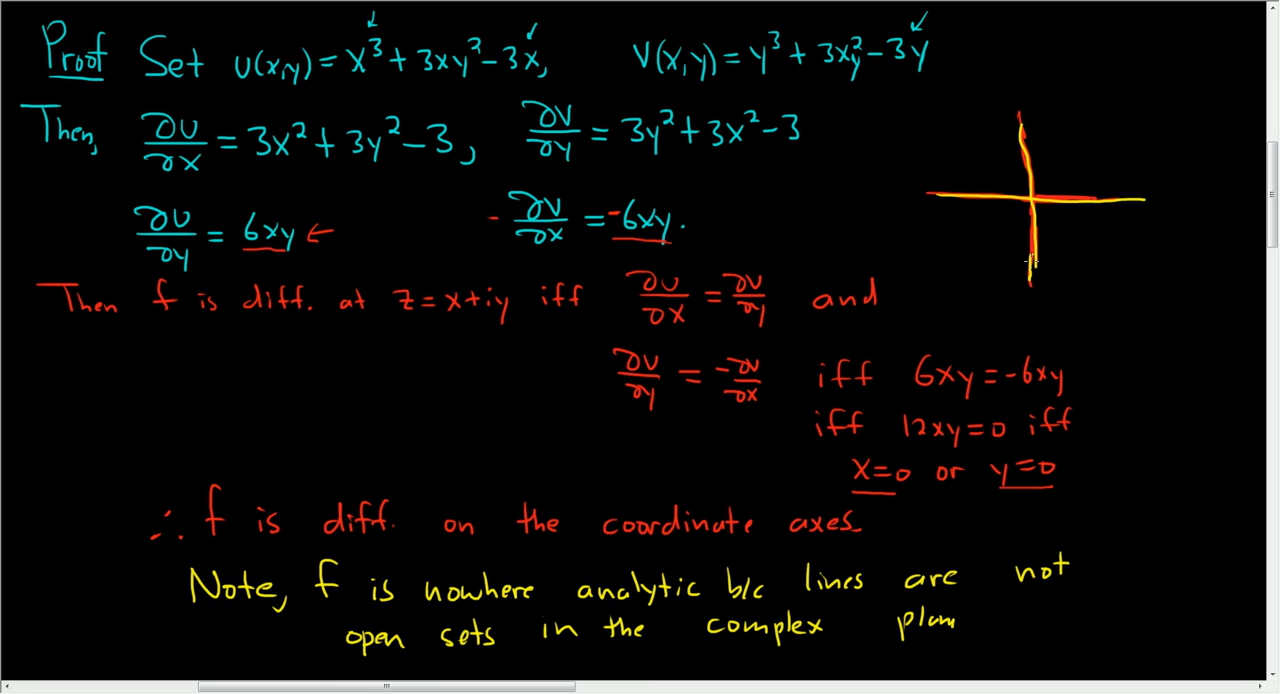 Proof Set u(x,y) = x³ + 3xy² - 3x, v(x,y) = y³ + 3x²y - 3y
Then, ∂u/∂x = 3x² + 3y² - 3, ∂v/∂y = 3y² + 3x² - 3
∂u/∂y = 6xy ← - ∂v/∂x = -6xy.
Then f is diff. at z = x+iy iff ∂u/∂x = ∂v/∂y and
∂u/∂y = -∂v/∂x iff 6xy = -6xy
iff 12xy = 0 iff
x=0 or y=0
∴ f is diff. on the coordinate axes
Note, f is nowhere analytic b/c lines are not
open sets in the complex plan